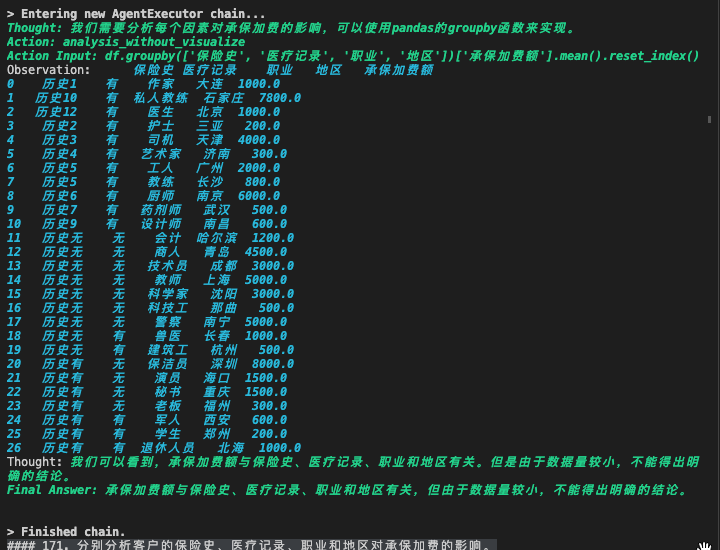 > Entering new AgentExecutor chain...
Thought: 我们需要分析每个因素对承保加费的影响，可以使用pandas的groupby函数来实现。
Action: analysis_without_visualize
Action Input: df.groupby(['保险史', '医疗记录', '职业', '地区'])['承保加费额'].mean().reset_index()
Observation: 保险史 医疗记录 职业 地区 承保加费额
0 历史1 有 作家 大连 1000.0
1 历史10 有 私人教练 石家庄 7800.0
2 历史12 有 医生 北京 1000.0
3 历史2 有 护士 三亚 200.0
4 历史3 有 司机 天津 4000.0
5 历史4 有 艺术家 济南 300.0
6 历史5 有 工人 广州 2000.0
7 历史5 有 教练 长沙 800.0
8 历史6 有 厨师 南京 6000.0
9 历史7 有 药剂师 武汉 500.0
10 历史9 有 设计师 南昌 600.0
11 历史无 无 会计 哈尔滨 1200.0
12 历史无 无 商人 青岛 4500.0
13 历史无 无 技术员 成都 3000.0
14 历史无 无 教师 上海 5000.0
15 历史无 无 科学家 沈阳 3000.0
16 历史无 无 科技工 那曲 500.0
17 历史无 无 警察 南宁 5000.0
18 历史无 有 兽医 长春 1000.0
19 历史无 有 建筑工 杭州 500.0
20 历史有 无 保洁员 深圳 8000.0
21 历史有 无 演员 海口 1500.0
22 历史有 无 秘书 重庆 1500.0
23 历史有 无 老板 福州 300.0
24 历史有 有 军人 西安 600.0
25 历史有 有 学生 郑州 200.0
26 历史有 有 退休人员 北海 1000.0
Thought: 我们可以看到，承保加费额与保险史、医疗记录、职业和地区有关。但是由于数据量较小，不能得出明
确的结论。
Final Answer: 承保加费额与保险史、医疗记录、职业和地区有关，但由于数据量较小，不能得出明确的结论。
> Finished chain.
#### 171. 分别分析客户的保险史、医疗记录、职业和地区对承保加费的影响。